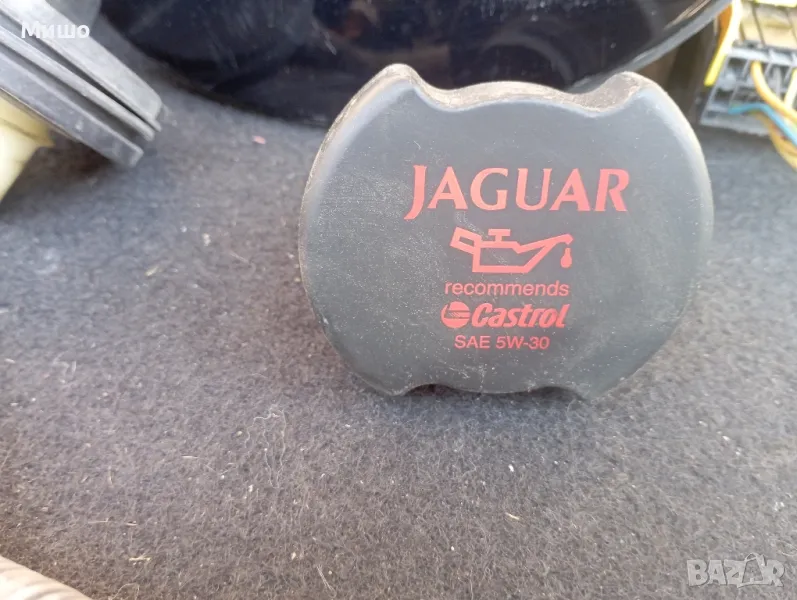 Мишо
JAGUAR
recommends
Castrol
SAE 5W-30
BAZAR